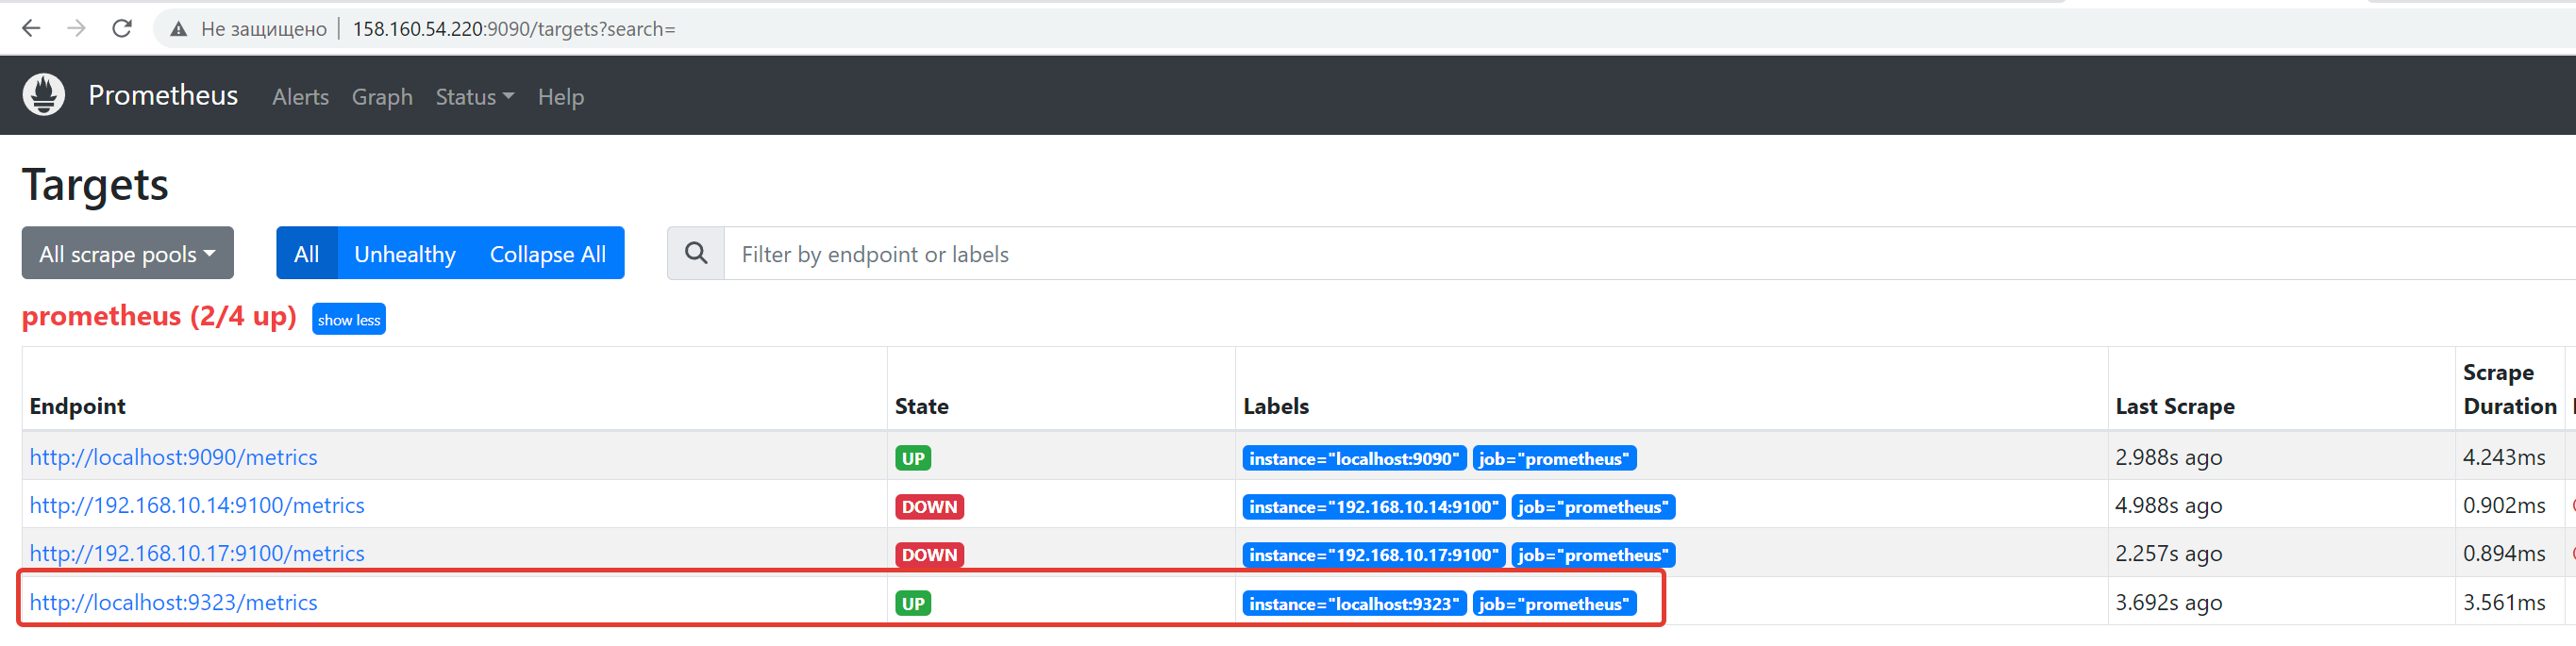 Не защищено 158.160.54.220:9090/targets?search=
Prometheus Alerts Graph Status Help
Targets
All scrape pools All Unhealthy Collapse All Filter by endpoint or labels
prometheus (2/4 up) show less
Endpoint State Labels Last Scrape Scrape Duration
http://localhost:9090/metrics UP instance="localhost:9090" job="prometheus" 2.988s ago 4.243ms
http://192.168.10.14:9100/metrics DOWN instance="192.168.10.14:9100" job="prometheus" 4.988s ago 0.902ms
http://192.168.10.17:9100/metrics DOWN instance="192.168.10.17:9100" job="prometheus" 2.257s ago 0.894ms
http://localhost:9323/metrics UP instance="localhost:9323" job="prometheus" 3.692s ago 3.561ms